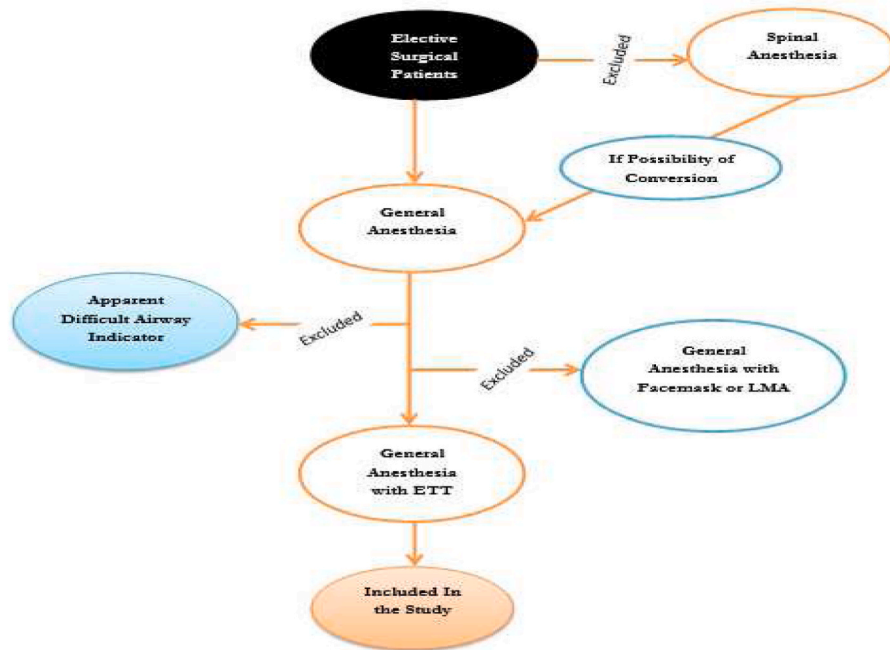 Elective
Surgical
Patients
Excluded
Spinal
Anesthesia
If Possibility of
Conversion
General
Anesthesia
Apparent
Difficult Airway
Indicator
Excluded
Excluded
General
Anesthesia with
Facemask or LMA
General
Anesthesia
with ETT
Included In
the Study